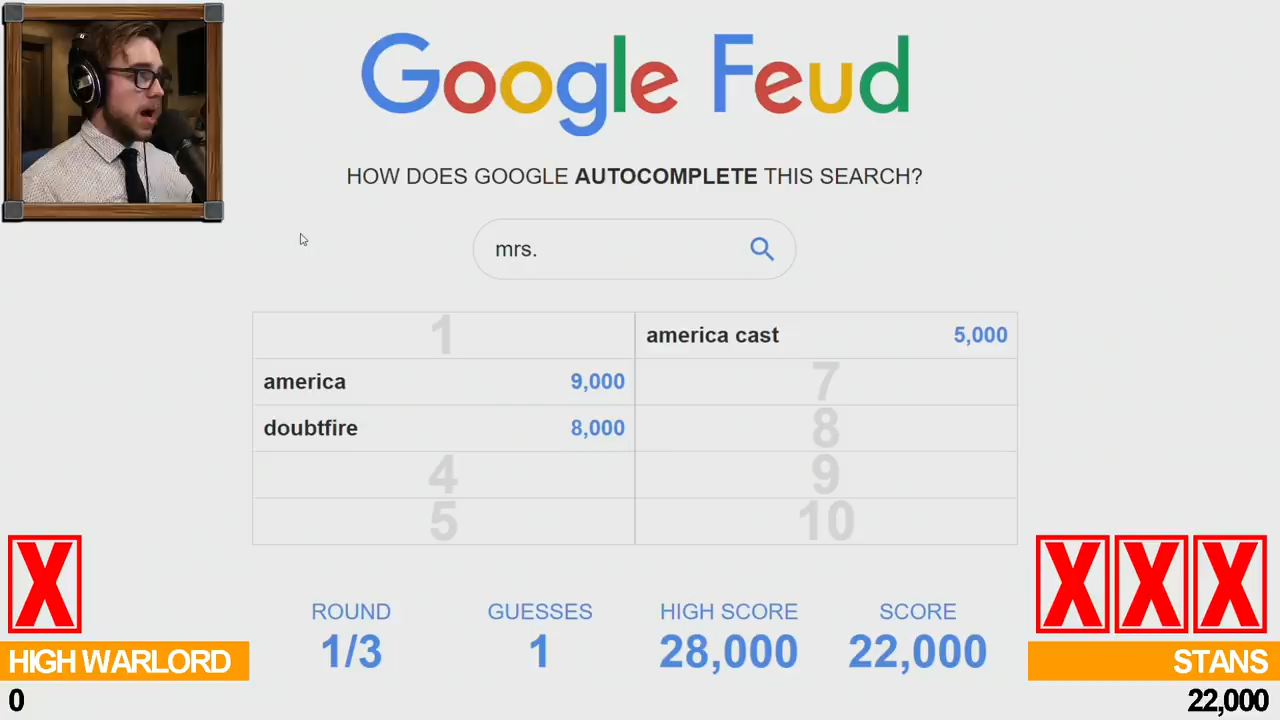 Google Feud
HOW DOES GOOGLE AUTOCOMPLETE THIS SEARCH?
mrs.
1
america 9,000
doubtfire 8,000
4
5
america cast 5,000
7
8
9
10
X
XXX
ROUND
1/3
GUESSES
1
HIGH SCORE
28,000
SCORE
22,000
HIGH WARLORD
0
STANS
22,000